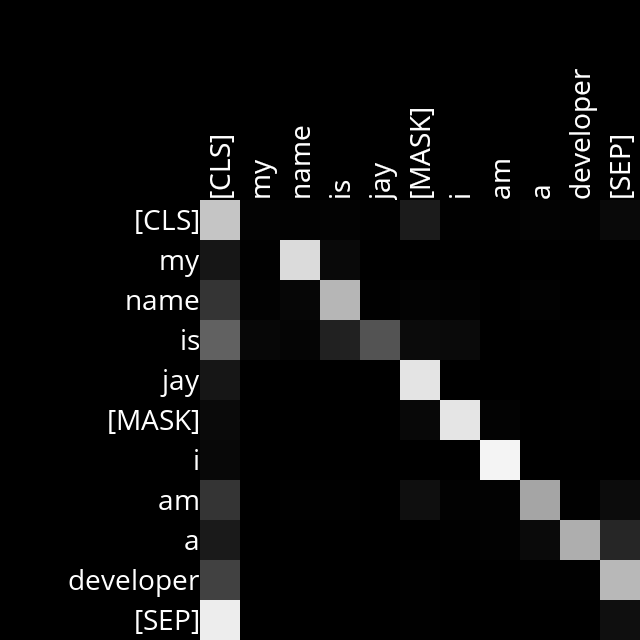 [CLS] my name is jay [MASK] i am a developer [SEP]
[CLS]
my
name
is
jay
[MASK]
i
am
a
developer
[SEP]